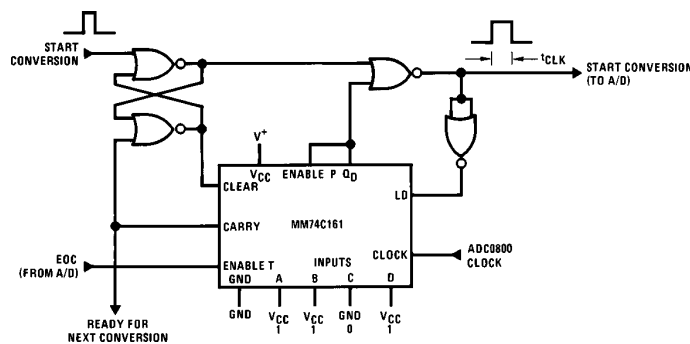 START
CONVERSION
tCLK
START CONVERSION
(TO A/D)
V+
VCC
ENABLE P QD
CLEAR
LD
MM74C161
CARRY
INPUTS
CLOCK
ADC0800
CLOCK
EOC
(FROM A/D)
ENABLE T
GND A B C D
GND VCC VCC GND VCC
1 1 0 1
READY FOR
NEXT CONVERSION